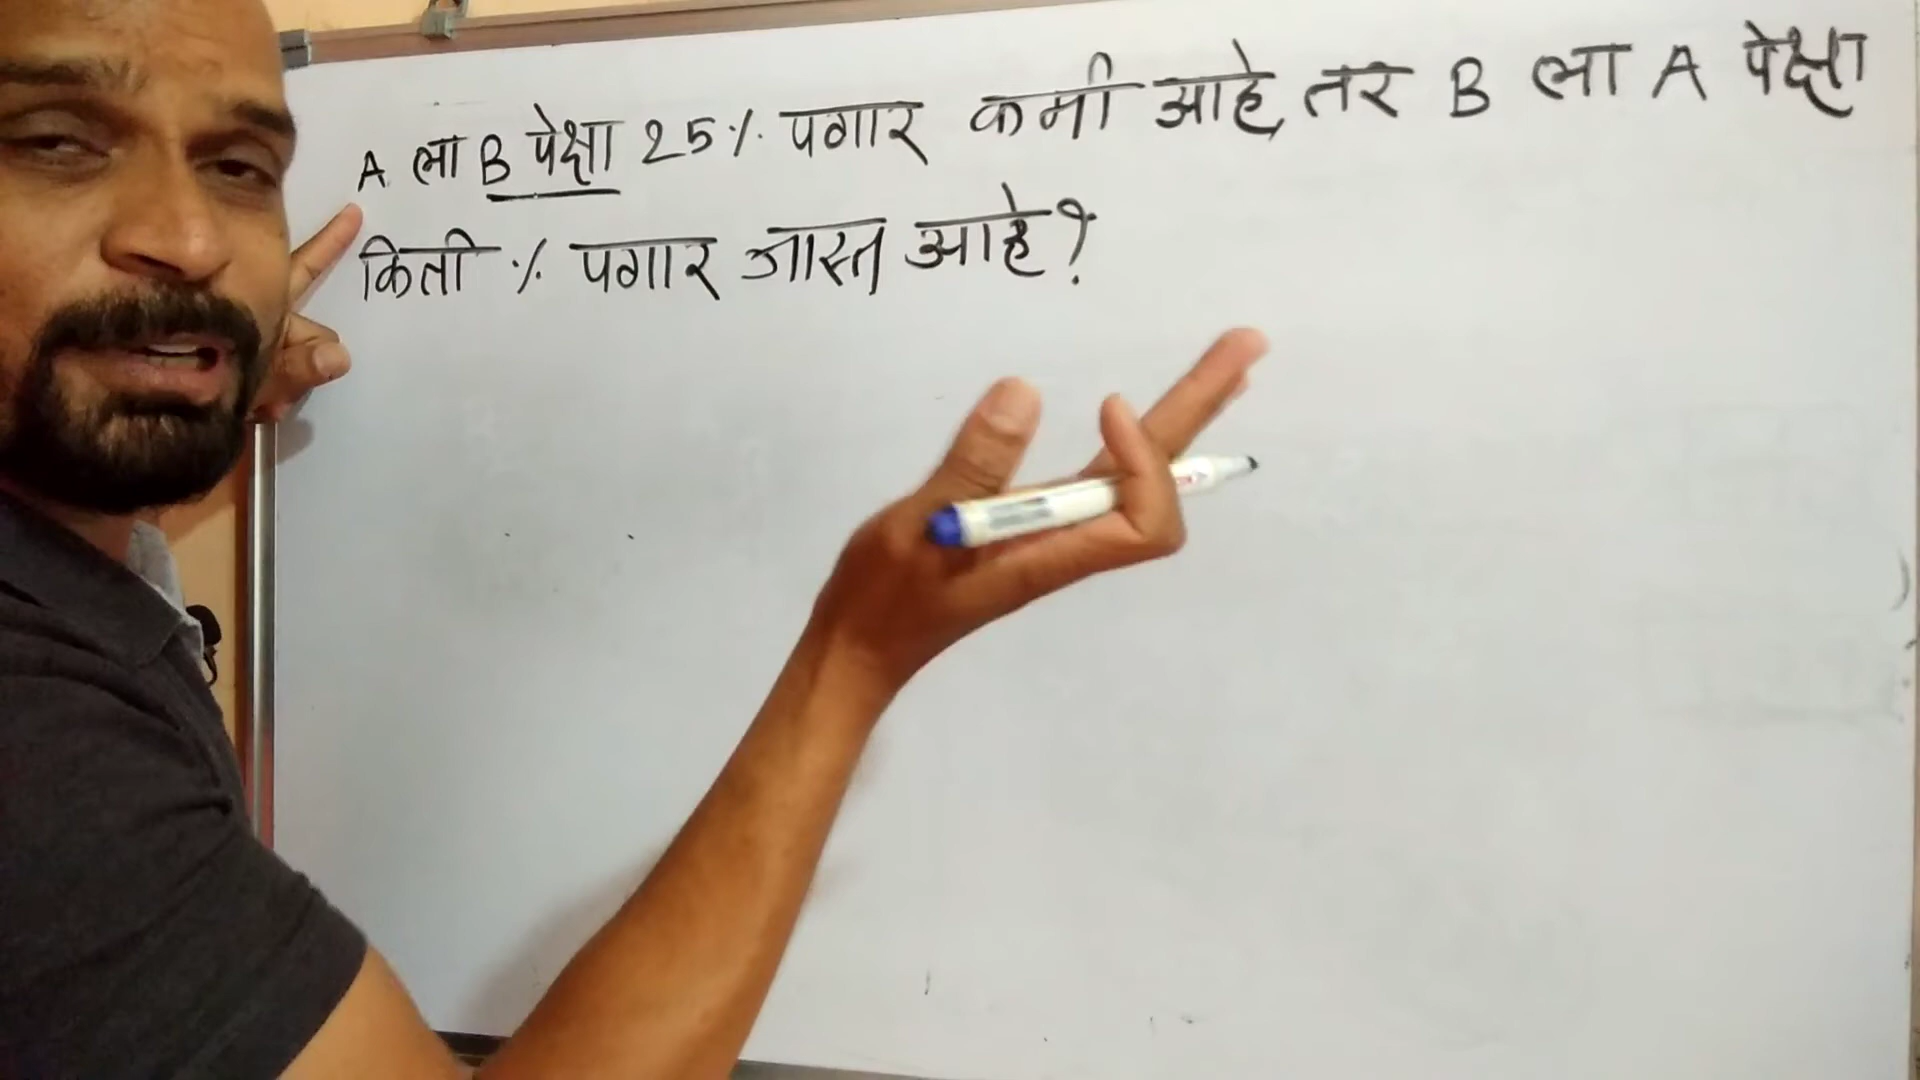 A ला B पेक्षा 25% पगार कमी आहे, तर B ला A पेक्षा
किती % पगार जास्त आहे?